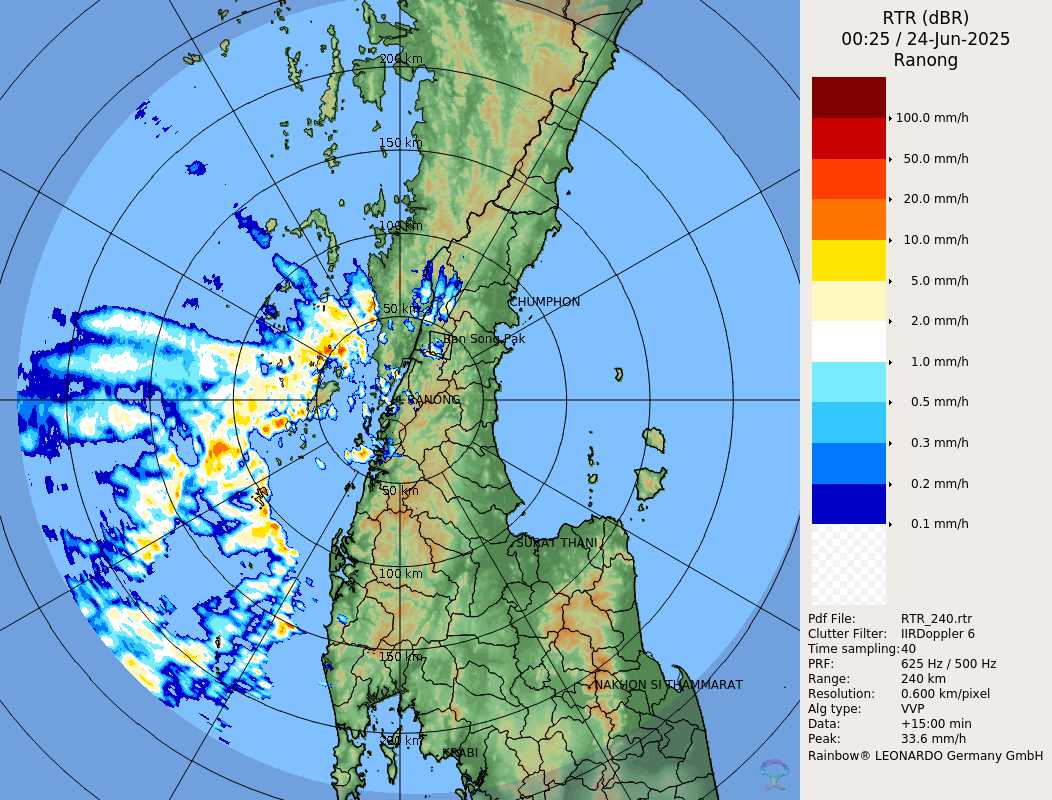 RTR (dBR)
00:25 / 24-Jun-2025
Ranong
100.0 mm/h
50.0 mm/h
20.0 mm/h
10.0 mm/h
5.0 mm/h
2.0 mm/h
1.0 mm/h
0.5 mm/h
0.3 mm/h
0.2 mm/h
0.1 mm/h
Pdf File: RTR_240.rtr
Clutter Filter: IIRDoppler 6
Time sampling:40
PRF: 625 Hz / 500 Hz
Range: 240 km
Resolution: 0.600 km/pixel
Alg type: VVP
Data: +15:00 min
Peak: 33.6 mm/h
Rainbow® LEONARDO Germany GmbH
200 km
150 km
100 km
50 km
CHUMPHON
Ban Song Pak
RANONG
50 km
SURAT THANI
100 km
150 km
NAKHON SI THAMMARAT
200 km
KRABI